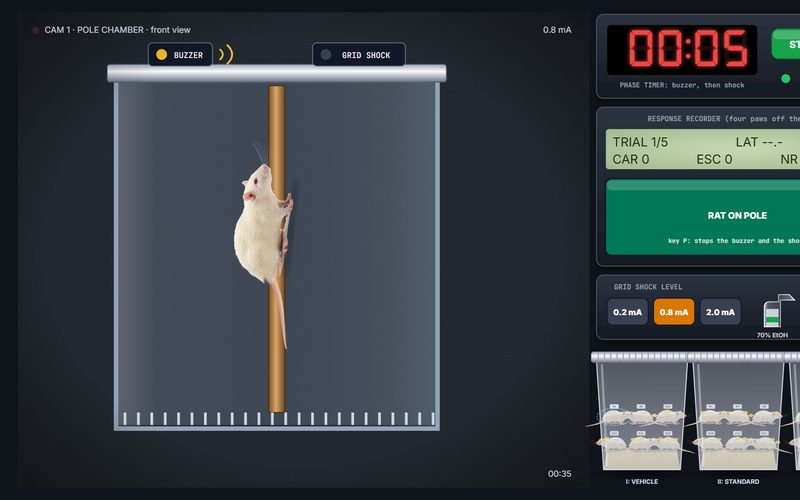 CAM 1 · POLE CHAMBER · front view
0.8 mA
BUZZER
GRID SHOCK
00:35
00:05
ST
PHASE TIMER: buzzer, then shock
RESPONSE RECORDER (four paws off the
TRIAL 1/5 LAT --.-
CAR 0 ESC 0 NR
RAT ON POLE
key P: stops the buzzer and the sho
GRID SHOCK LEVEL
0.2 mA
0.8 mA
2.0 mA
70% EtOH
I: VEHICLE
II: STANDARD